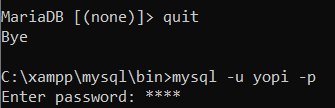 MariaDB [(none)]> quit
Bye
C:\xampp\mysql\bin>mysql -u yopi -p
Enter password: ****